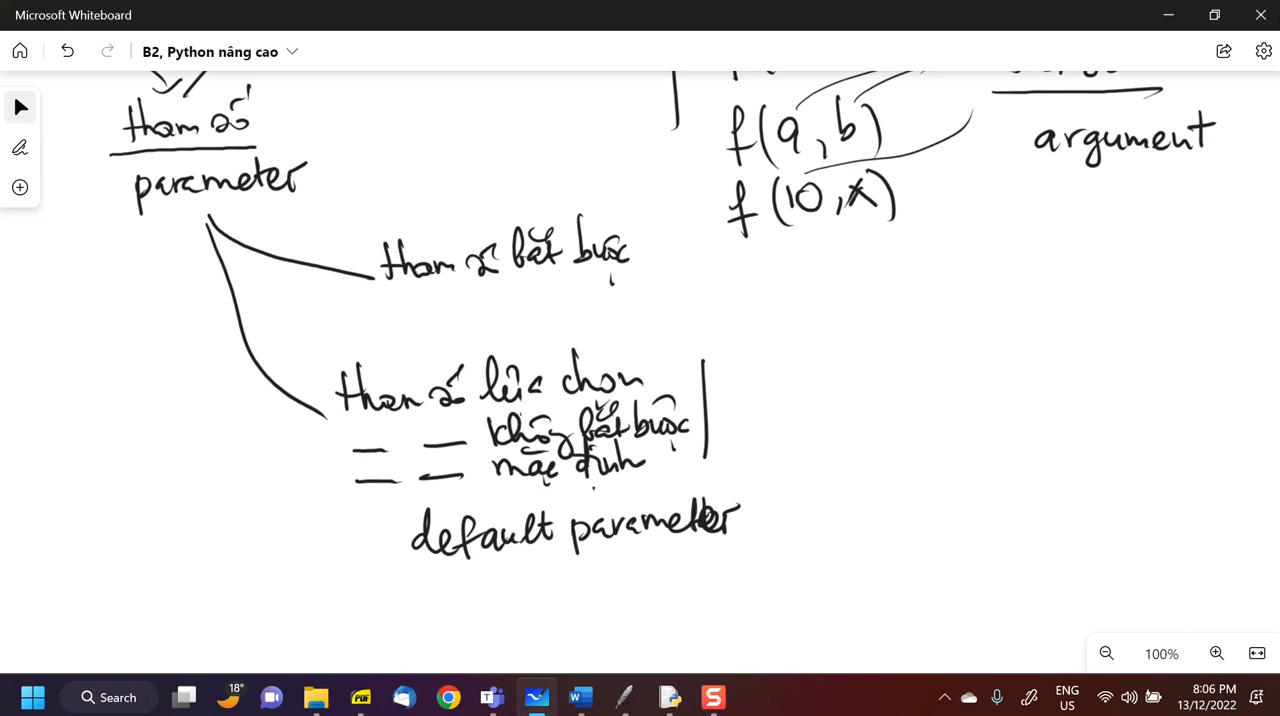 Microsoft Whiteboard
B2, Python nâng cao
tham số
parameter
f(a, b)
f(10, x)
argument
tham số bắt buộc
tham số lựa chọn
= = không bắt buộc
= = mặc định
default parameter
100%
Search
18°
PDF
ENG
US
8:06 PM
13/12/2022